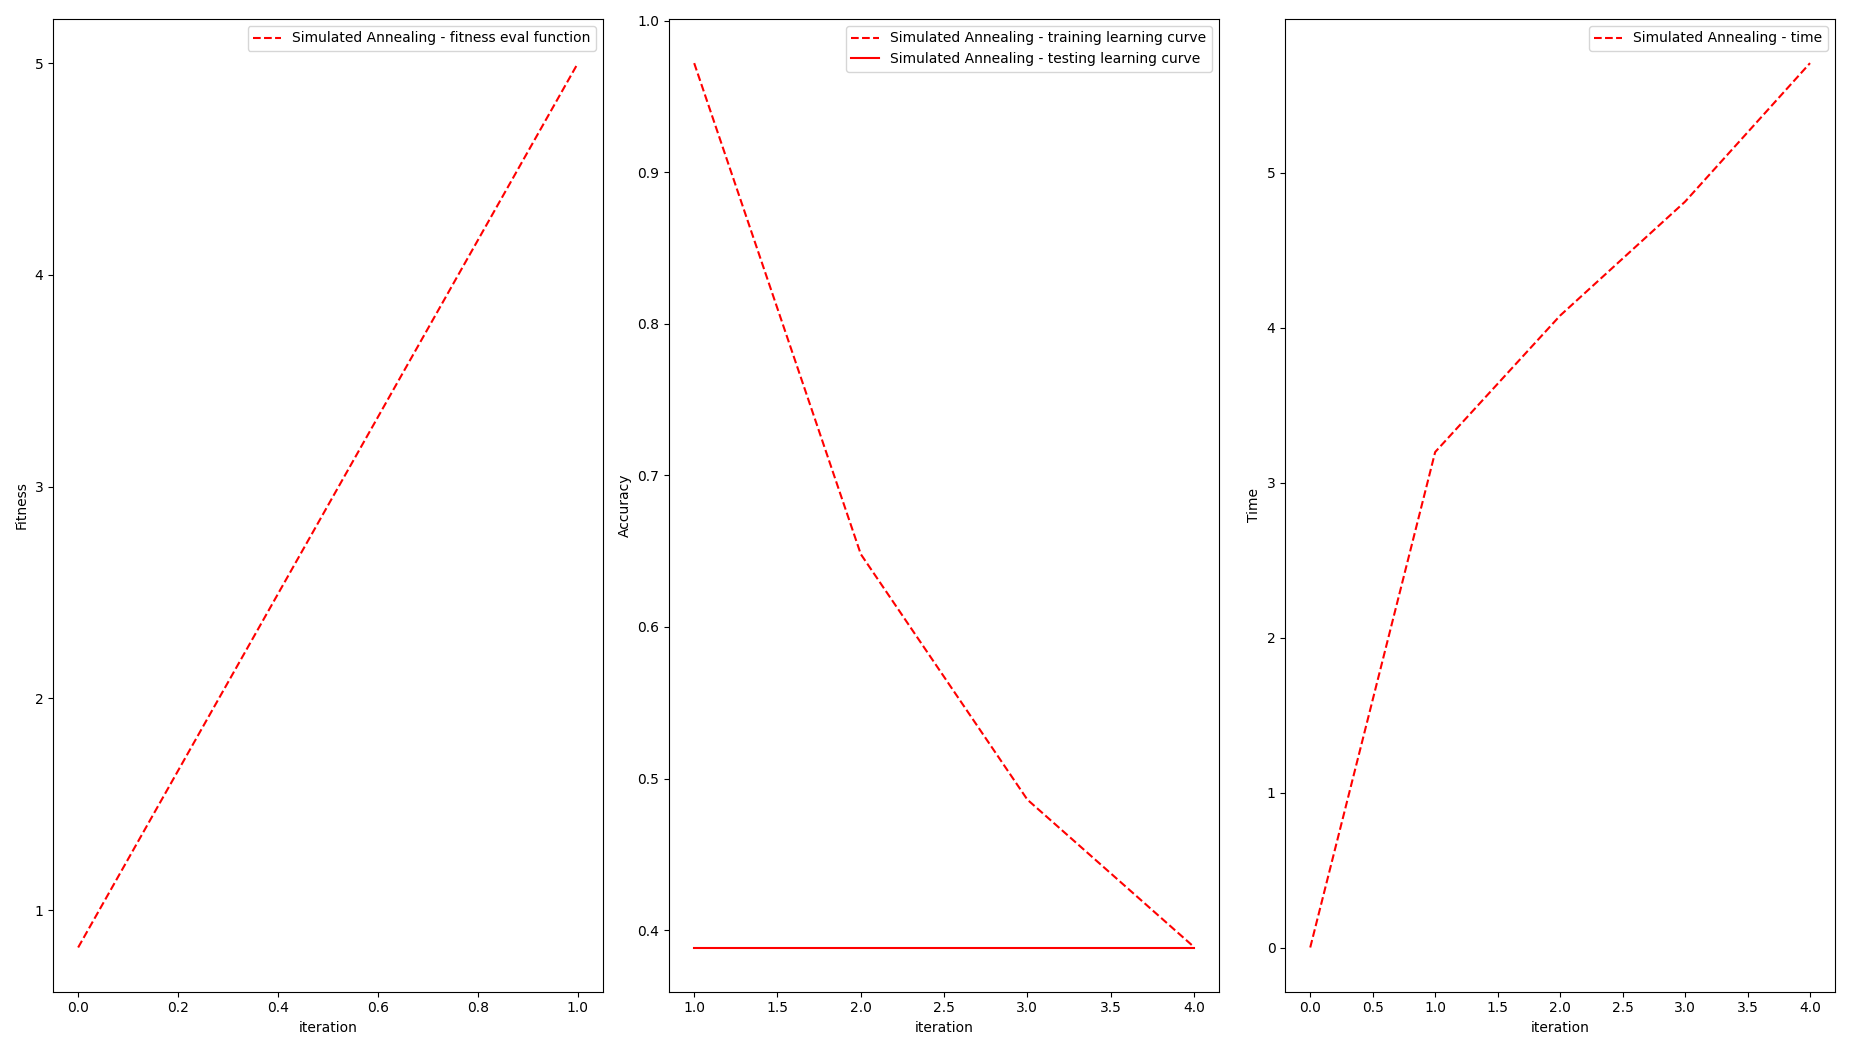 Simulated Annealing - fitness eval function
5
4
3
2
1
Fitness
0.0 0.2 0.4 0.6 0.8 1.0
iteration
Simulated Annealing - training learning curve
Simulated Annealing - testing learning curve
1.0
0.9
0.8
0.7
0.6
0.5
0.4
Accuracy
1.0 1.5 2.0 2.5 3.0 3.5 4.0
iteration
Simulated Annealing - time
5
4
3
2
1
0
Time
0.0 0.5 1.0 1.5 2.0 2.5 3.0 3.5 4.0
iteration